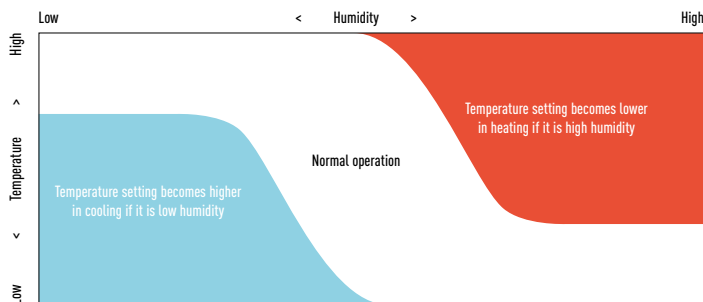 Low < Humidity > High
High
Temperature setting becomes lower
in heating if it is high humidity
>
Normal operation
Temperature
Temperature setting becomes higher
in cooling if it is low humidity
<
Low